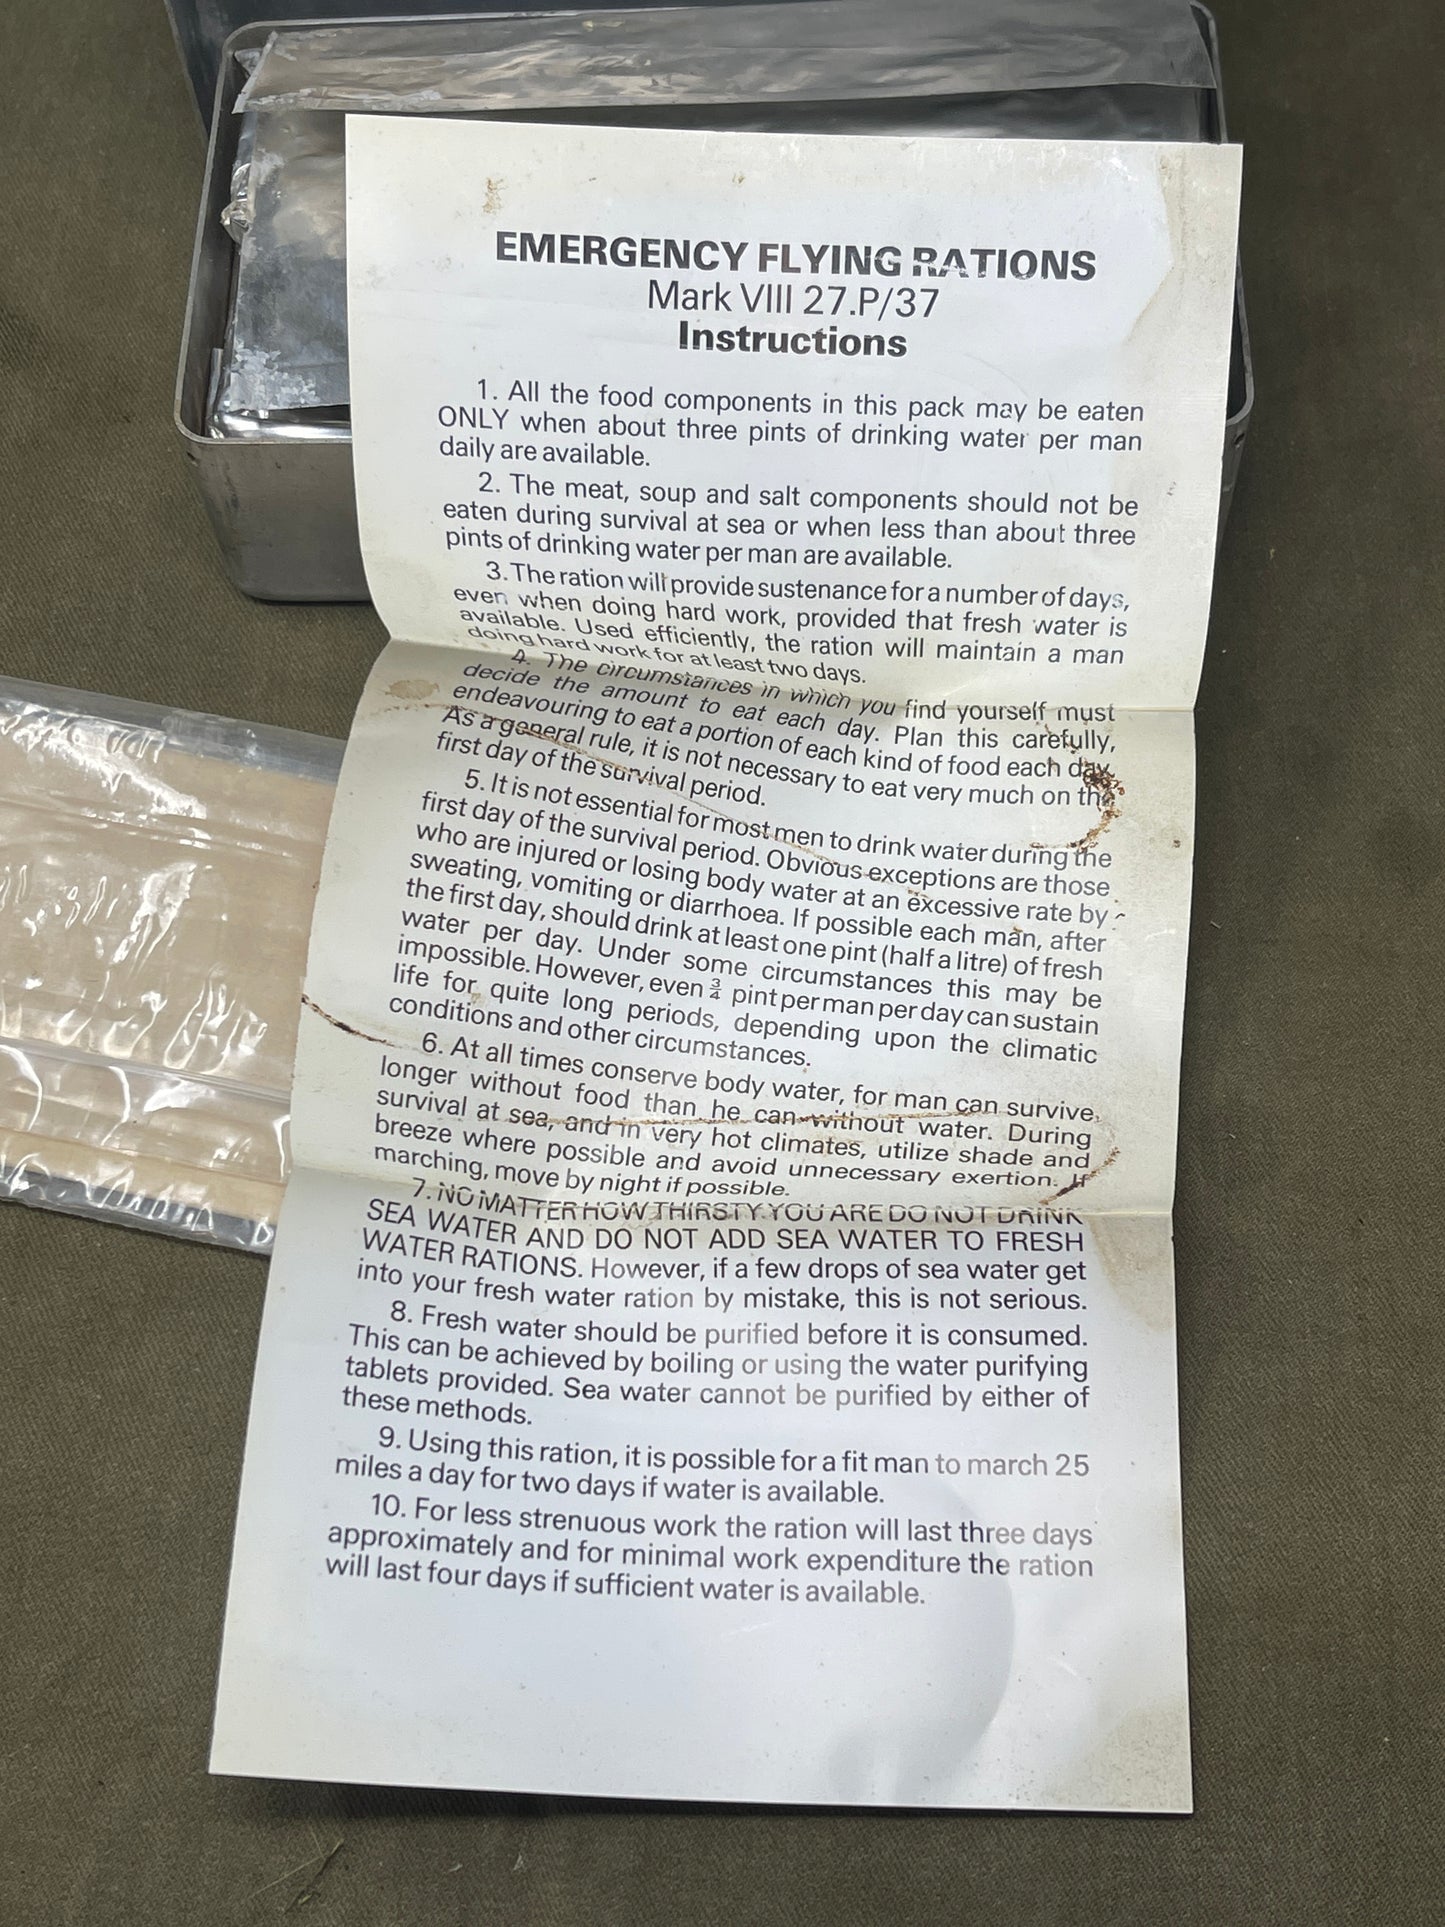 EMERGENCY FLYING RATIONS
Mark VIII 27.P/37
Instructions
1. All the food components in this pack may be eaten
ONLY when about three pints of drinking water per man
daily are available.
2. The meat, soup and salt components should not be
eaten during survival at sea or when less than about three
pints of drinking water per man are available.
3. The ration will provide sustenance for a number of days,
even when doing hard work, provided that fresh water is
available. Used efficiently, the ration will maintain a man
doing hard work for at least two days.
4. The circumstances in which you find yourself must
decide the amount to eat each day. Plan this carefully,
endeavouring to eat a portion of each kind of food each day.
As a general rule, it is not necessary to eat very much on the
first day of the survival period.
5. It is not essential for most men to drink water during the
first day of the survival period. Obvious exceptions are those
who are injured or losing body water at an excessive rate by
sweating, vomiting or diarrhoea. If possible each man, after
the first day, should drink at least one pint (half a litre) of fresh
water per day. Under some circumstances this may be
impossible. However, even ¾ pint per man per day can sustain
life for quite long periods, depending upon the climatic
conditions and other circumstances.
6. At all times conserve body water, for man can survive
longer without food than he can without water. During
survival at sea, and in very hot climates, utilize shade and
breeze where possible and avoid unnecessary exertion. If
marching, move by night if possible.
7. NO MATTER HOW THIRSTY YOU ARE DO NOT DRINK
SEA WATER AND DO NOT ADD SEA WATER TO FRESH
WATER RATIONS. However, if a few drops of sea water get
into your fresh water ration by mistake, this is not serious.
8. Fresh water should be purified before it is consumed.
This can be achieved by boiling or using the water purifying
tablets provided. Sea water cannot be purified by either of
these methods.
9. Using this ration, it is possible for a fit man to march 25
miles a day for two days if water is available.
10. For less strenuous work the ration will last three days
approximately and for minimal work expenditure the ration
will last four days if sufficient water is available.